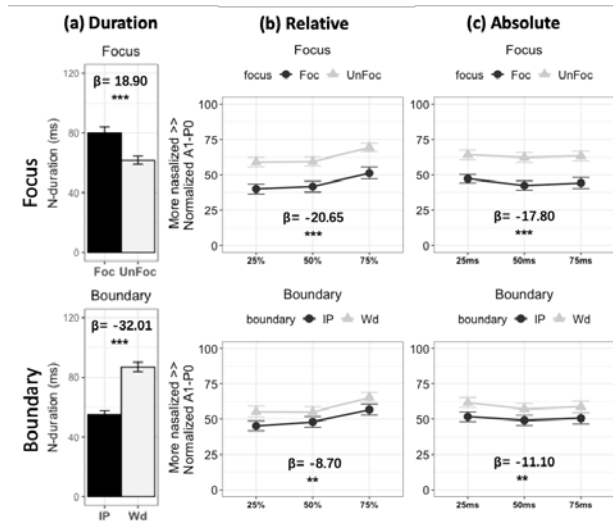 (a) Duration
(b) Relative
(c) Absolute
Focus
Focus
Focus
Focus
N-duration (ms)
120
80
40
0
β= 18.90
***
Foc
UnFoc
focus Foc UnFoc
More nasalized >>
Normalized A1-P0
100
75
50
25
0
β = -20.65
***
25%
50%
75%
focus Foc UnFoc
100
75
50
25
0
β = -17.80
***
25ms
50ms
75ms
Boundary
Boundary
Boundary
Boundary
N-duration (ms)
120
80
40
0
β = -32.01
***
IP
Wd
boundary IP Wd
More nasalized >>
Normalized A1-P0
100
75
50
25
0
β = -8.70
**
25%
50%
75%
boundary IP Wd
100
75
50
25
0
β = -11.10
**
25ms
50ms
75ms